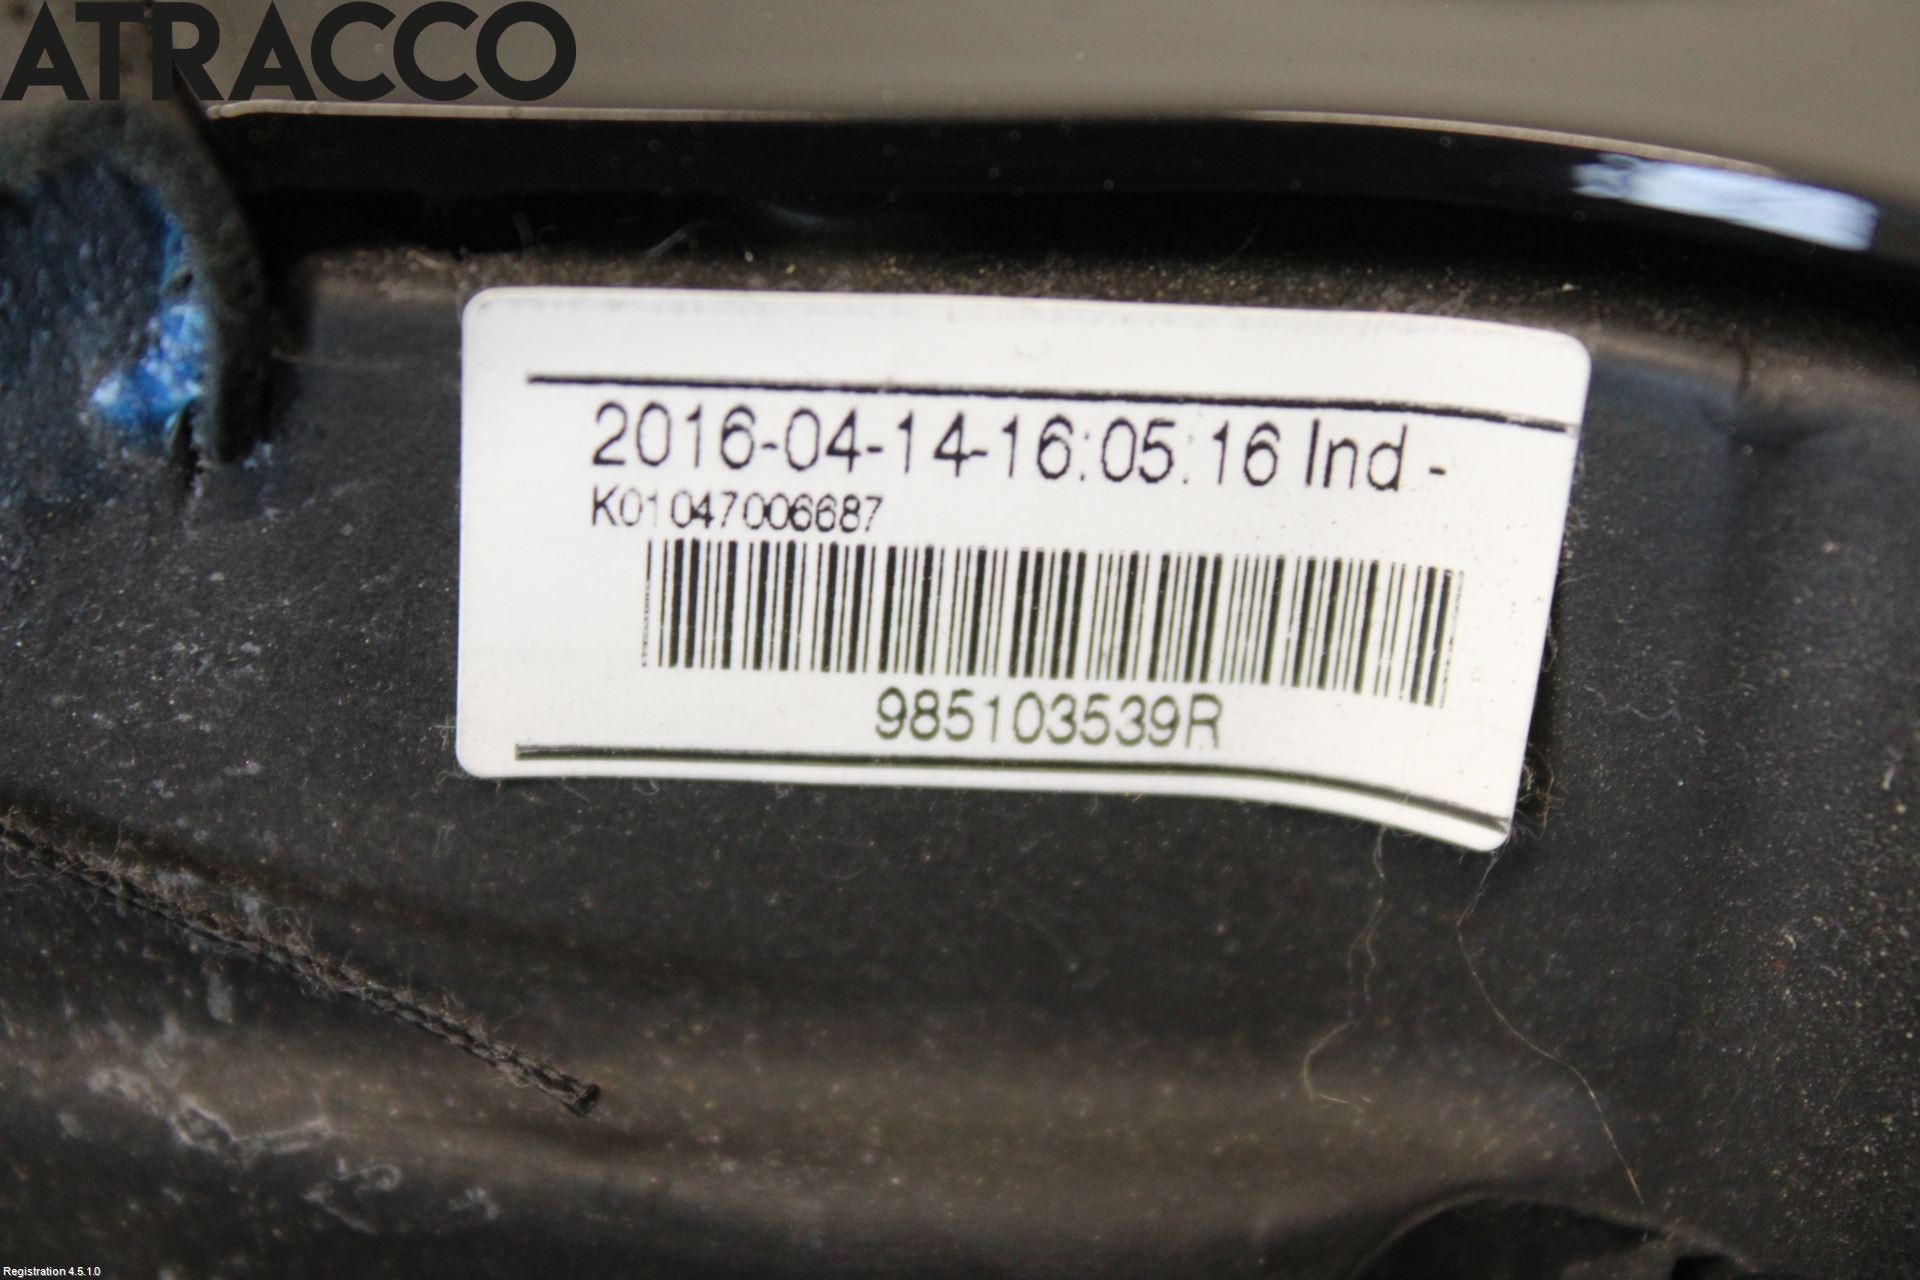 ATRACCO
2016-04-14-16:05:16 Ind -
K01047006687
985103539R
Registration 4.5.1.0